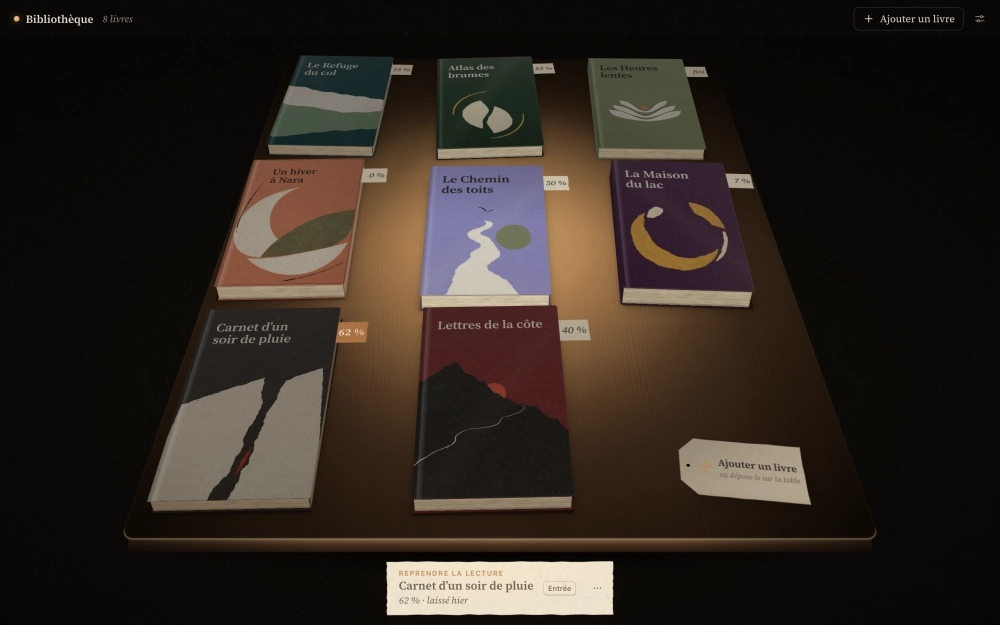 Bibliothèque 8 livres
+ Ajouter un livre
Le Refuge
du col
Atlas des
brumes
Les Heures
lentes
fini
Un hiver
à Nara
0 %
Le Chemin
des toits
50 %
La Maison
du lac
7 %
Carnet d'un
soir de pluie
62 %
Lettres de la côte
40 %
+ Ajouter un livre
ou dépose-le sur la table
REPRENDRE LA LECTURE
Carnet d'un soir de pluie
Entrée
...
62 % · laissé hier